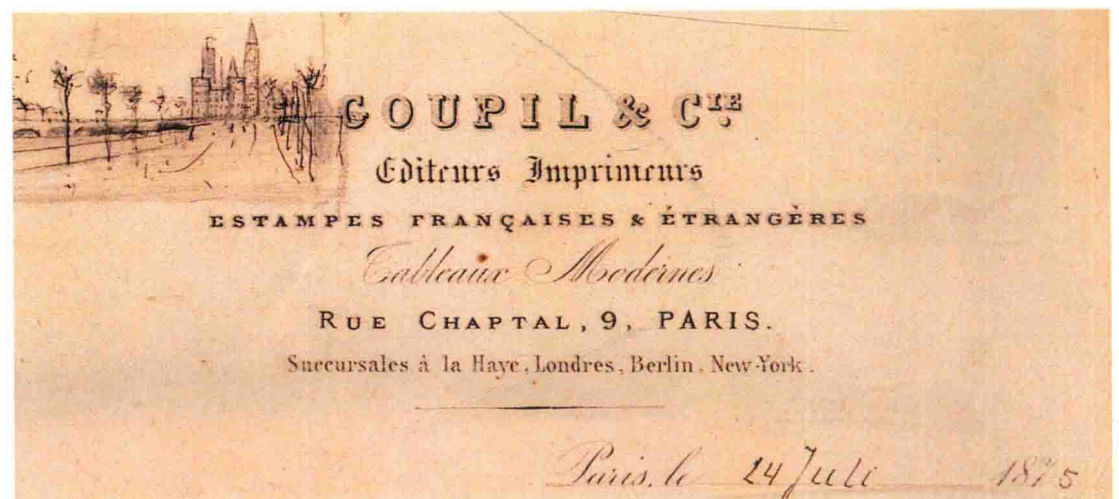 GOUPIL & CIE.
Editeurs Imprimeurs
ESTAMPES FRANÇAISES & ÉTRANGÈRES
Tableaux Modernes
RUE CHAPTAL, 9, PARIS.
Succursales à la Haye, Londres, Berlin, New-York.
Paris, le 24 Juli 1875